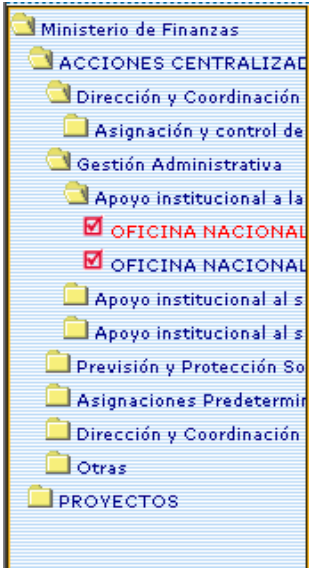 Ministerio de Finanzas
ACCIONES CENTRALIZAD
Dirección y Coordinación
Asignación y control de
Gestión Administrativa
Apoyo institucional a la
OFICINA NACIONAL
OFICINA NACIONAL
Apoyo institucional al s
Apoyo institucional al s
Previsión y Protección So
Asignaciones Predetermin
Dirección y Coordinación
Otras
PROYECTOS